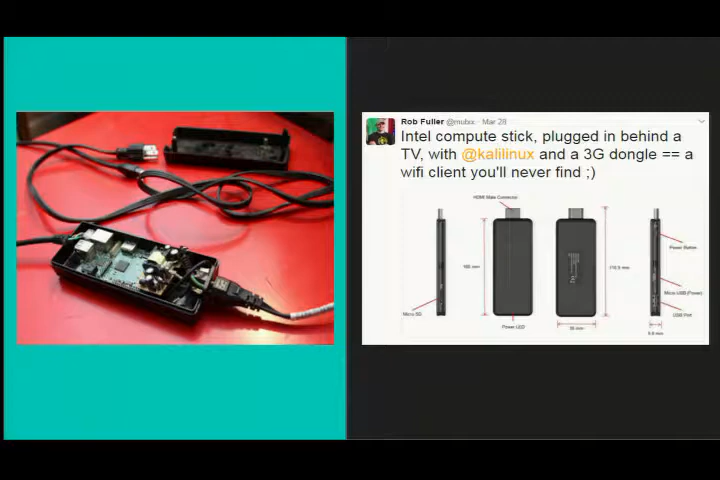 Rob Fuller @mubix · Mar 28
Intel compute stick, plugged in behind a
TV, with @kalilinux and a 3G dongle == a
wifi client you'll never find ;)
HDMI Male Connector
Power Button
Micro USB (Power)
USB Port
Micro SD
Power LED